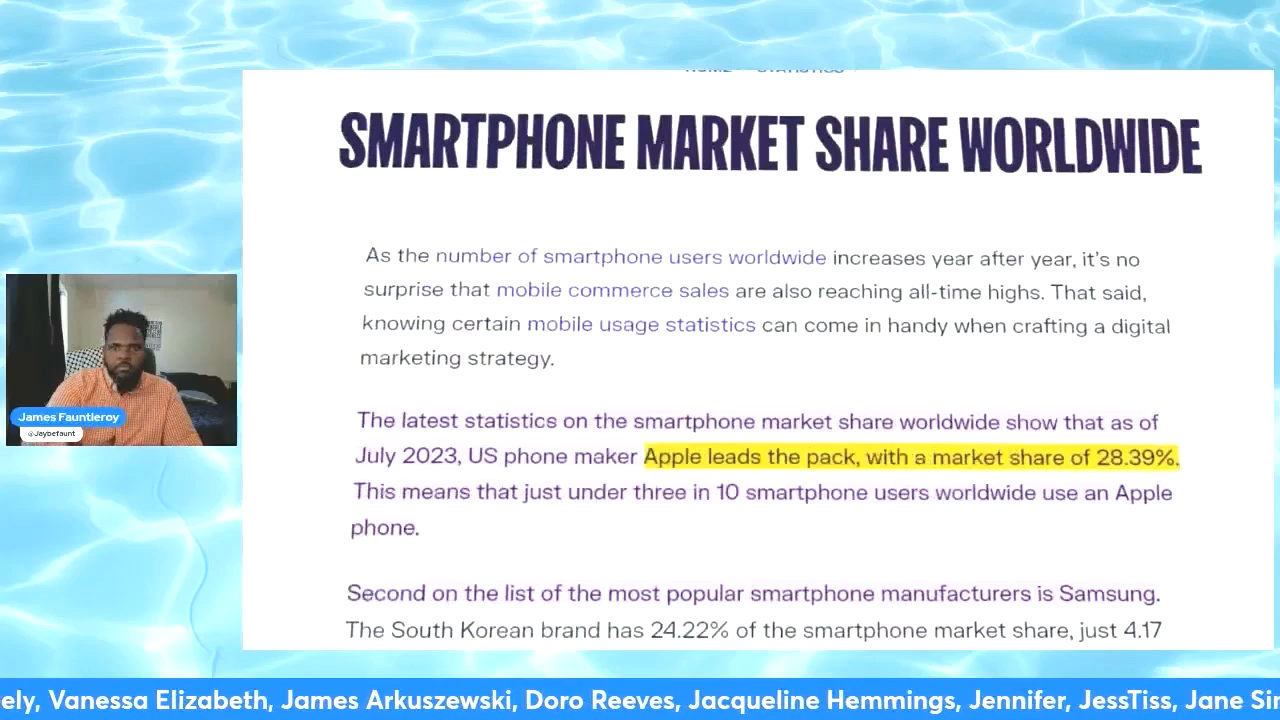 HOME STATISTICS
SMARTPHONE MARKET SHARE WORLDWIDE
As the number of smartphone users worldwide increases year after year, it's no
surprise that mobile commerce sales are also reaching all-time highs. That said,
knowing certain mobile usage statistics can come in handy when crafting a digital
marketing strategy.
The latest statistics on the smartphone market share worldwide show that as of
July 2023, US phone maker Apple leads the pack, with a market share of 28.39%.
This means that just under three in 10 smartphone users worldwide use an Apple
phone.
Second on the list of the most popular smartphone manufacturers is Samsung.
The South Korean brand has 24.22% of the smartphone market share, just 4.17
James Fauntleroy
@Jaybefaunt
ely, Vanessa Elizabeth, James Arkuszewski, Doro Reeves, Jacqueline Hemmings, Jennifer, JessTiss, Jane Sin